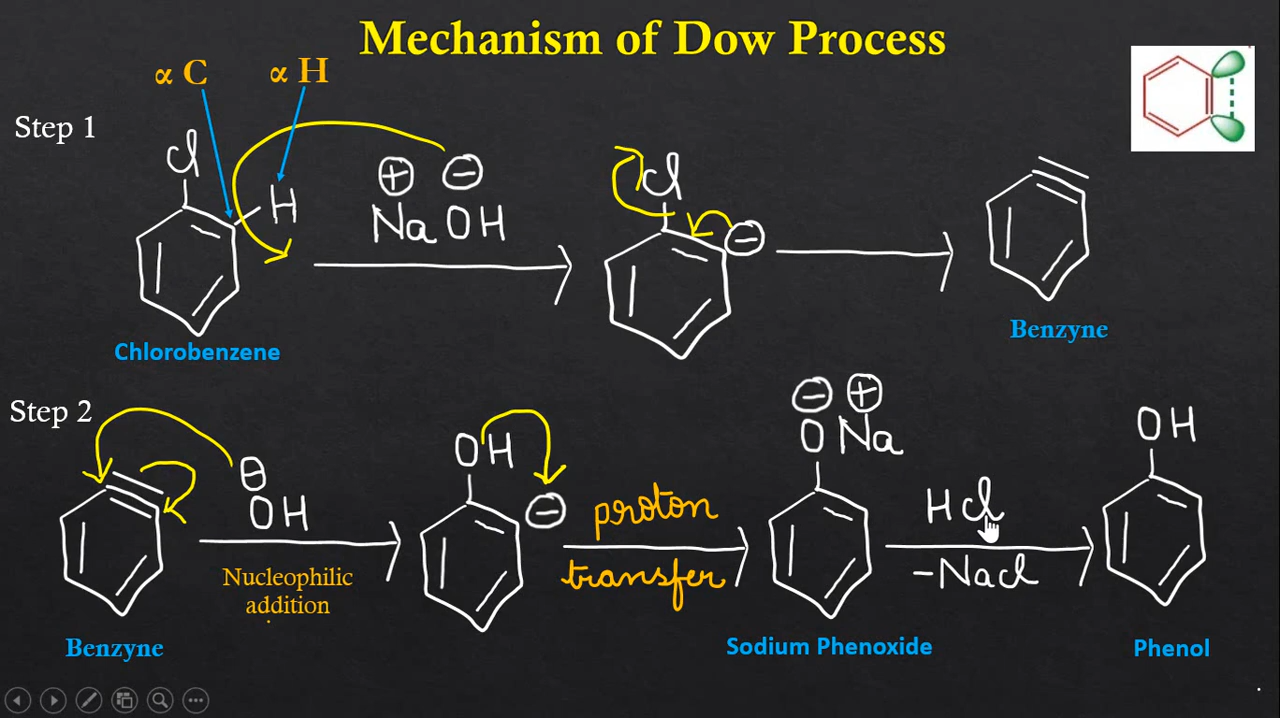 Mechanism of Dow Process
∝ C ∝ H
Step 1
Cl
H
⊕ ⊖
Na OH
Cl
⊖
Chlorobenzene
Benzyne
Step 2
⊖
OH
Nucleophilic
addition
OH
⊖
proton
transfer
⊖ ⊕
O Na
HCl
-Nacl
OH
Benzyne
Sodium Phenoxide
Phenol